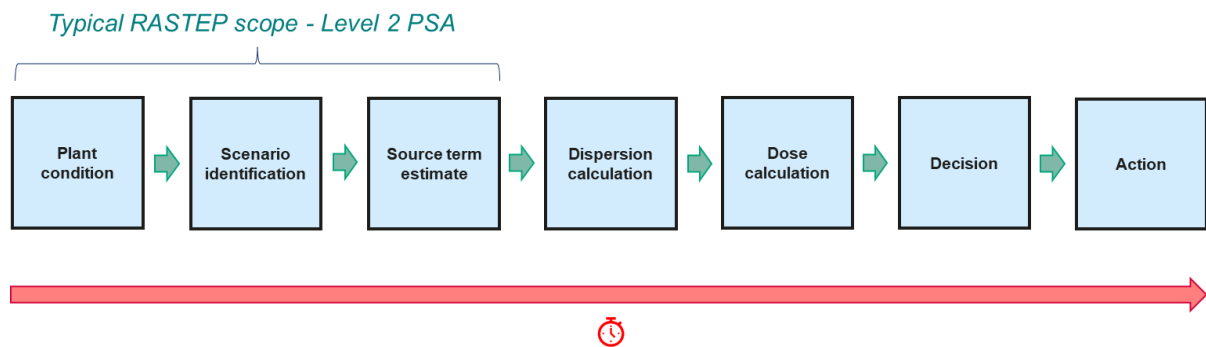 Typical RASTEP scope - Level 2 PSA
Plant
condition
Scenario
identification
Source term
estimate
Dispersion
calculation
Dose
calculation
Decision
Action